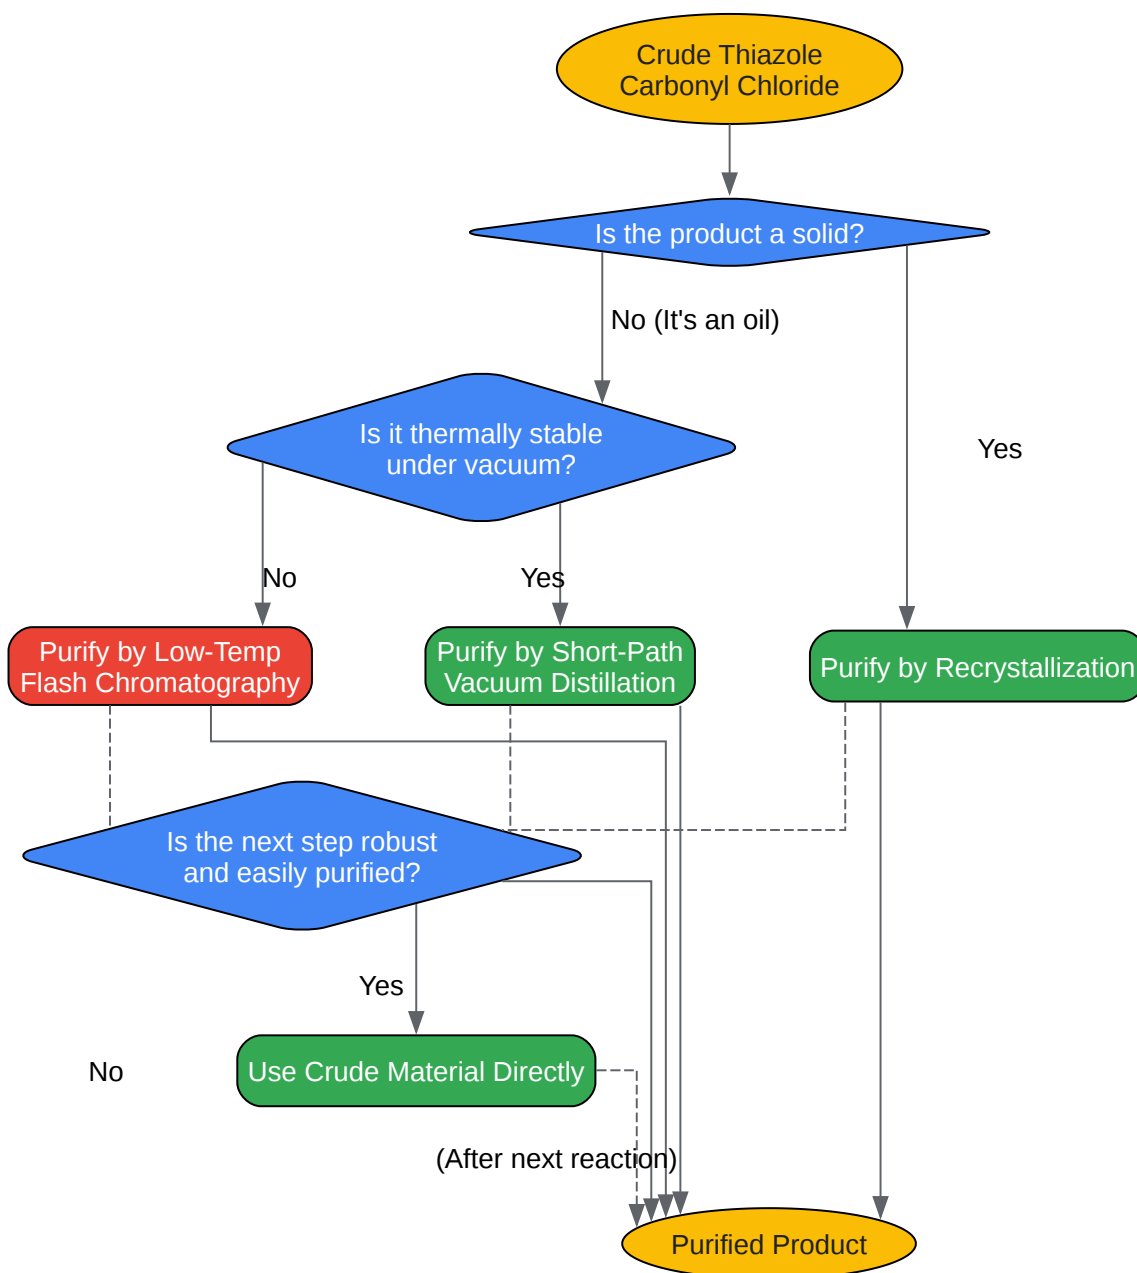 Crude Thiazole
Carbonyl Chloride
Is the product a solid?
No (It's an oil)
Is it thermally stable
under vacuum?
Yes
No
Yes
Purify by Low-Temp
Flash Chromatography
Purify by Short-Path
Vacuum Distillation
Purify by Recrystallization
Is the next step robust
and easily purified?
Yes
No
Use Crude Material Directly
(After next reaction)
Purified Product